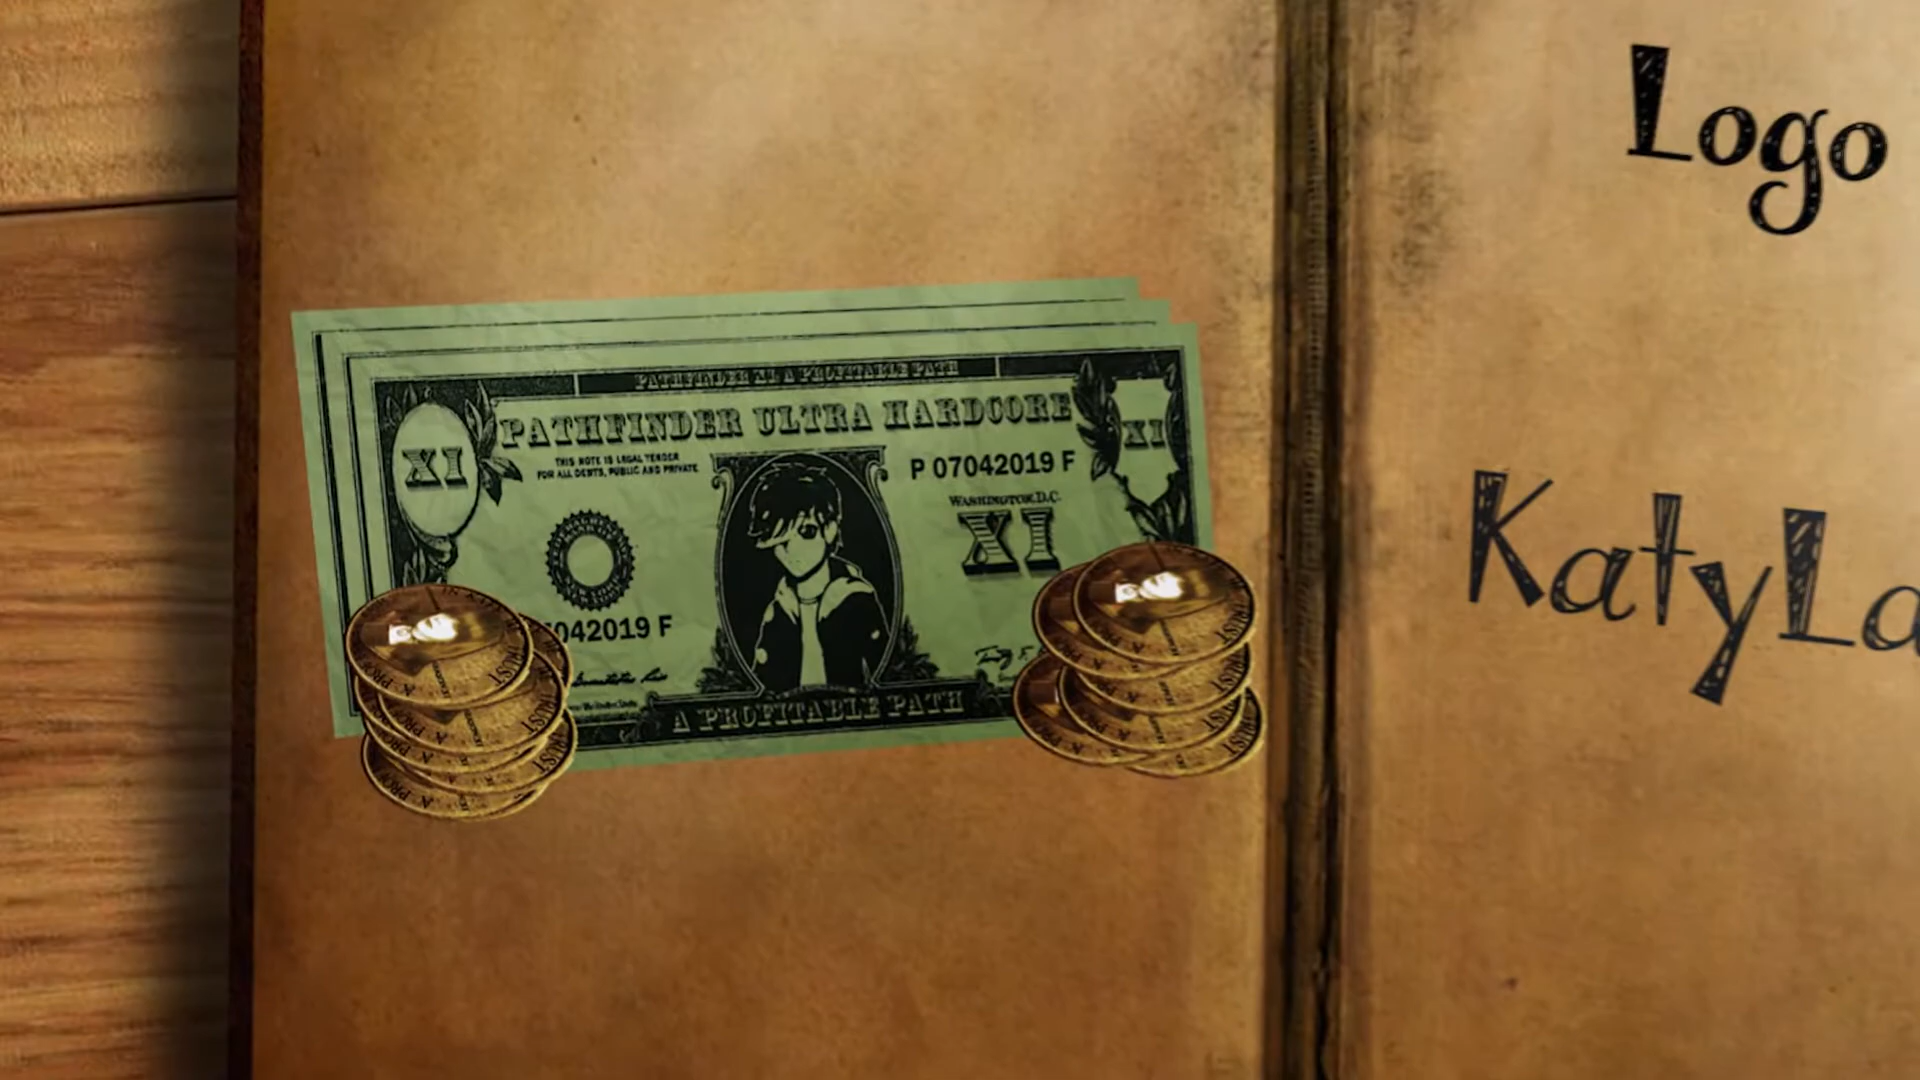 PATHFINDER XI A PROFITABLE PATH
PATHFINDER ULTRA HARDCORE
XI
XI
THIS NOTE IS LEGAL TENDER
FOR ALL DEBTS, PUBLIC AND PRIVATE
P 07042019 F
WASHINGTON, D.C.
XI
042019 F
A PROFITABLE PATH
Logo
KatyLa